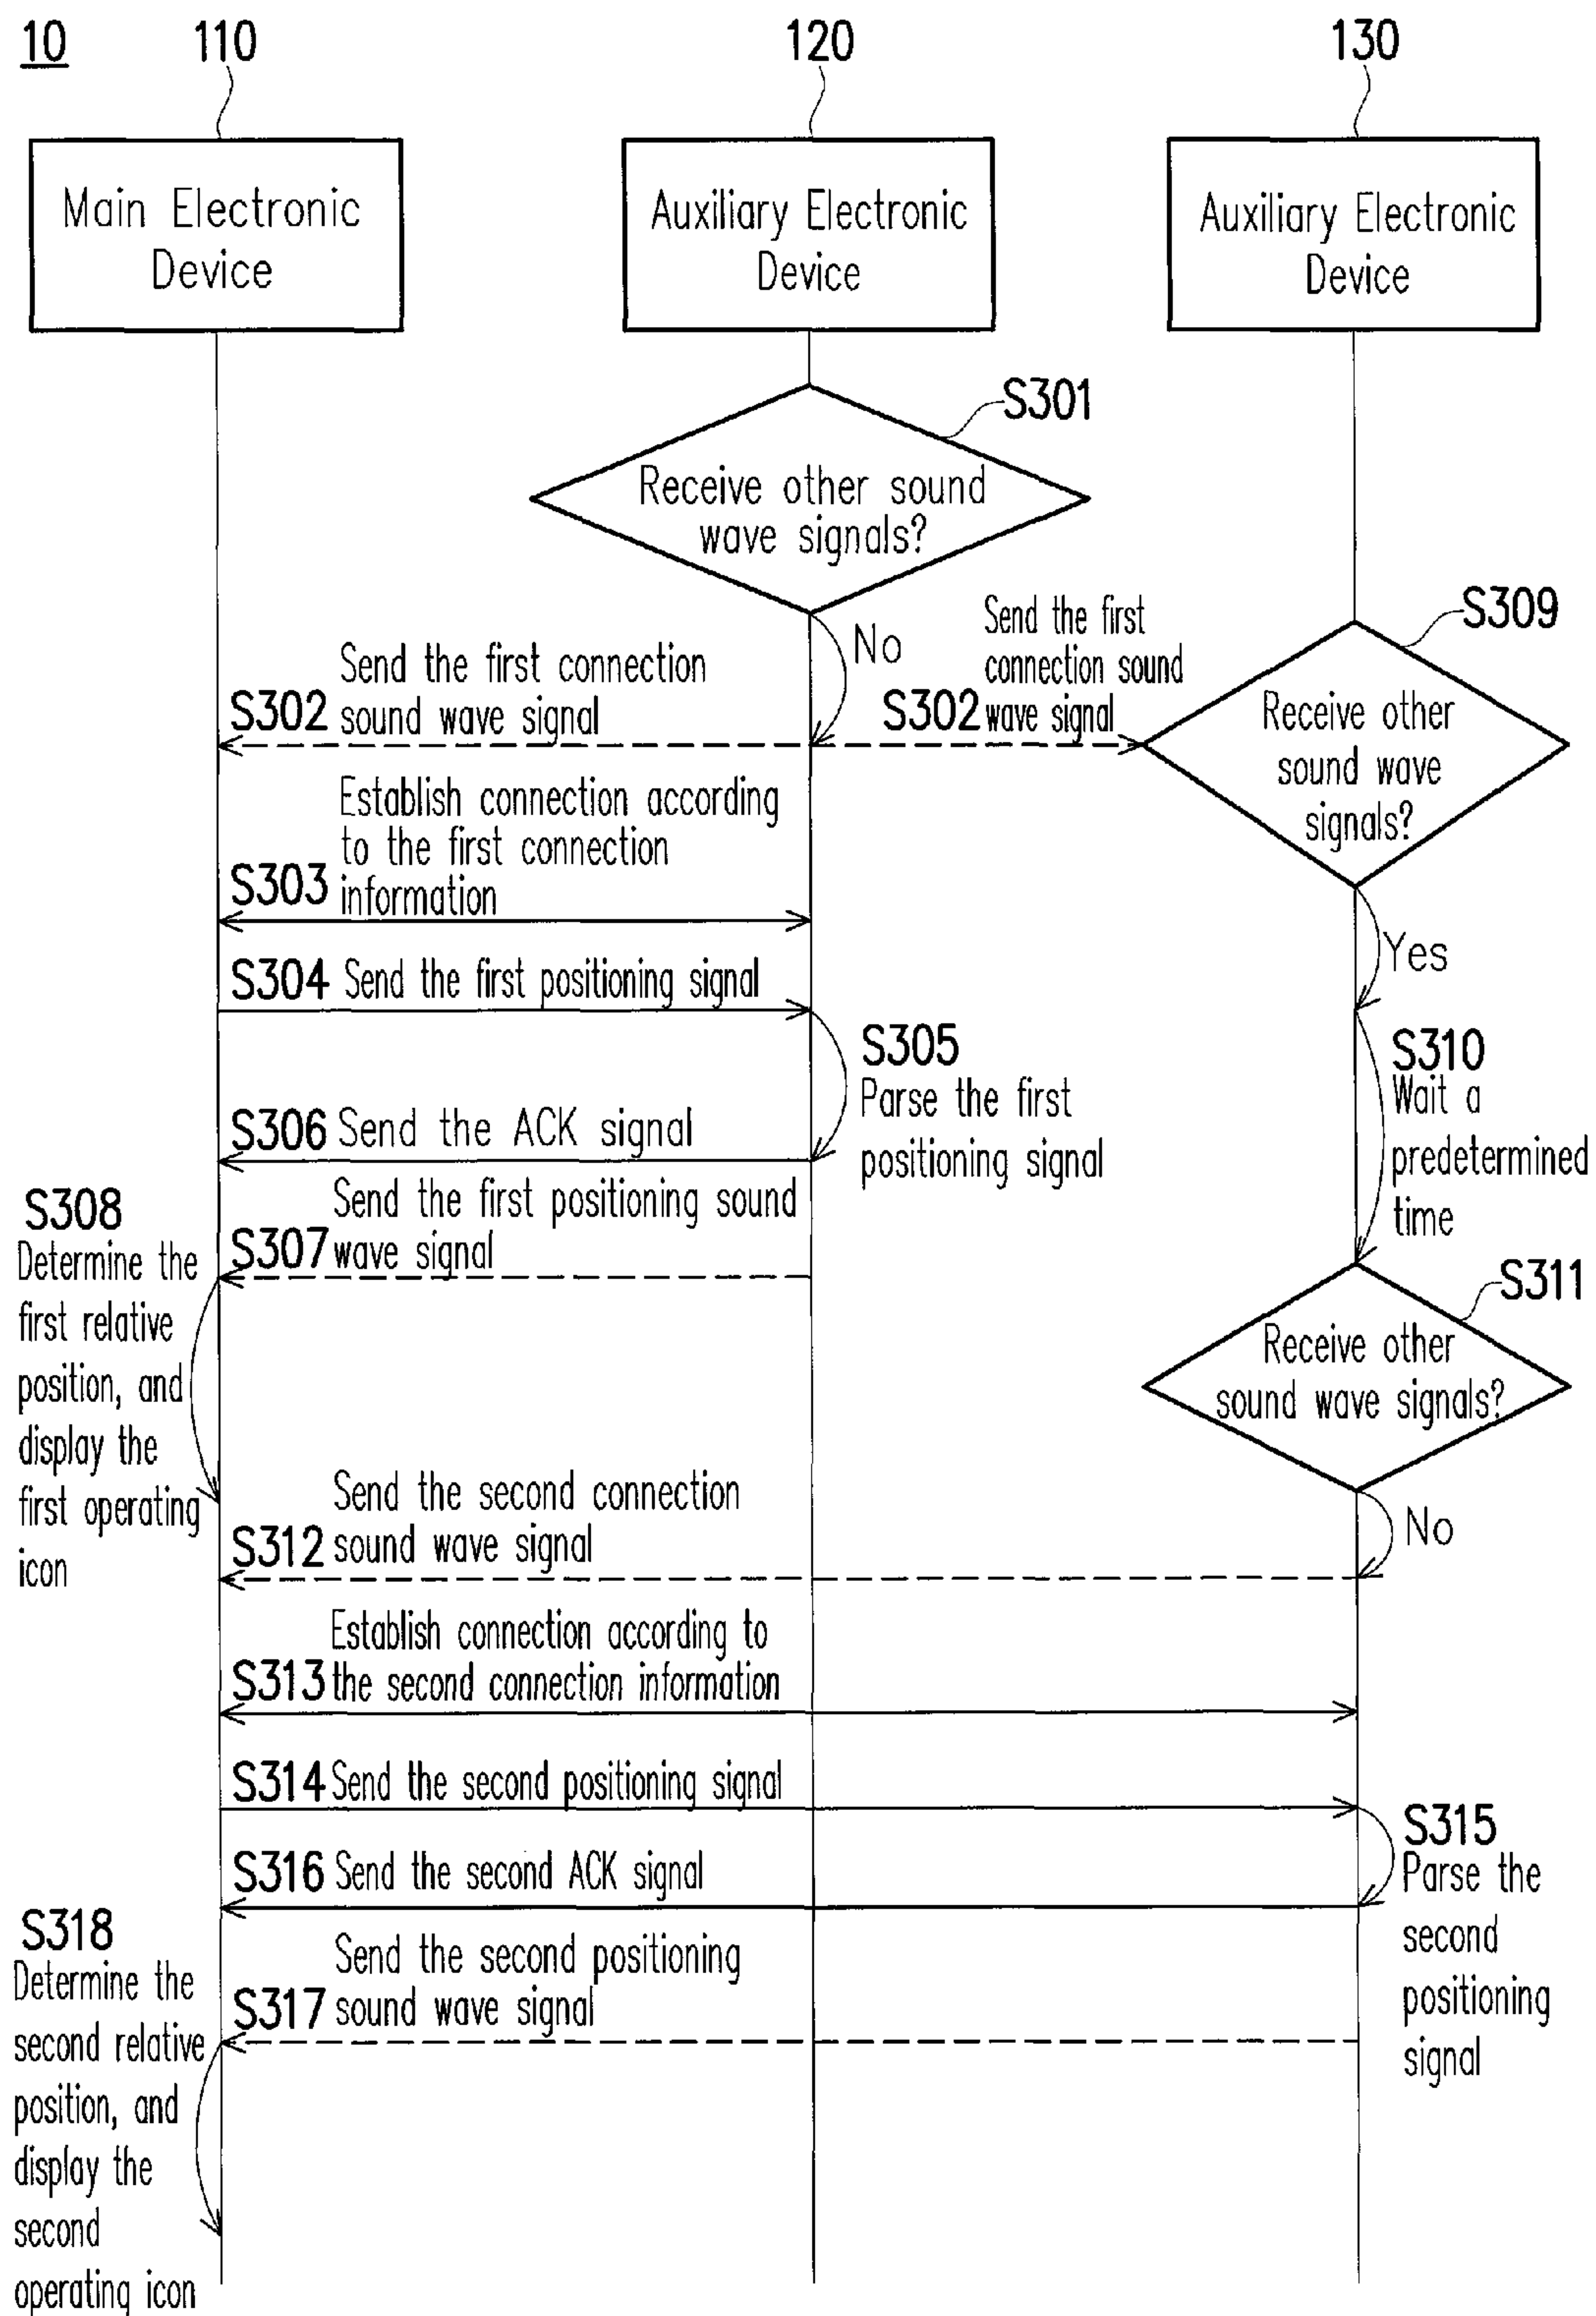 10
110
120
130
Main Electronic
Device
Auxiliary Electronic
Device
Auxiliary Electronic
Device
S301
Receive other sound
wave signals?
No
S302
Send the first connection
sound wave signal
S302
Send the first
connection sound
wave signal
S309
Receive other
sound wave
signals?
S303
Establish connection according
to the first connection
information
Yes
S304 Send the first positioning signal
S305
Parse the first
positioning signal
S310
Wait a
predetermined
time
S306 Send the ACK signal
S307
Send the first positioning sound
wave signal
S308
Determine the
first relative
position, and
display the
first operating
icon
S311
Receive other
sound wave signals?
No
S312
Send the second connection
sound wave signal
S313
Establish connection according to
the second connection information
S314 Send the second positioning signal
S315
Parse the
second
positioning
signal
S316 Send the second ACK signal
S317
Send the second positioning
sound wave signal
S318
Determine the
second relative
position, and
display the
second
operating icon